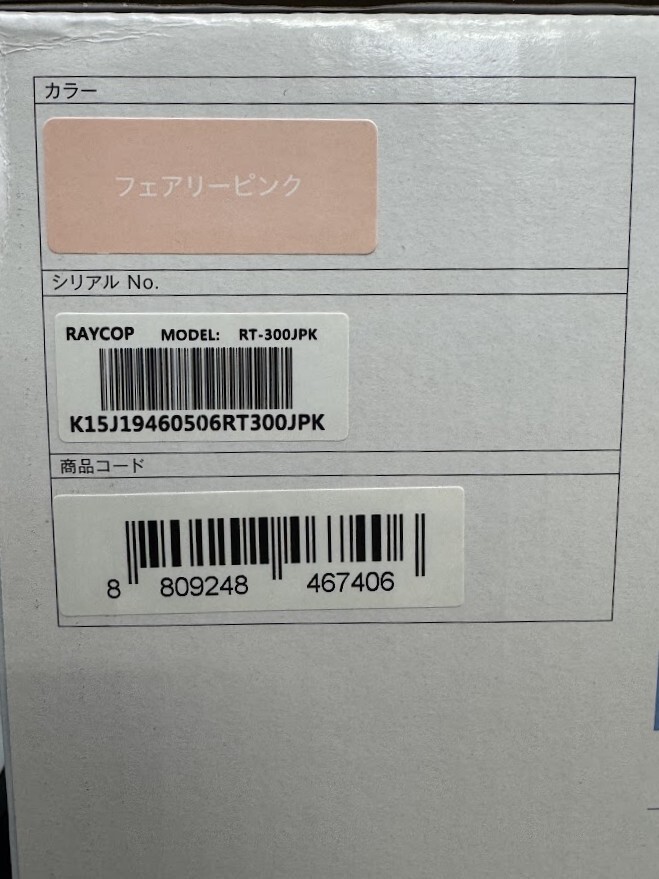 カラー
フェアリーピンク
シリアル No.
RAYCOP MODEL: RT-300JPK
K15J19460506RT300JPK
商品コード
8 809248 467406